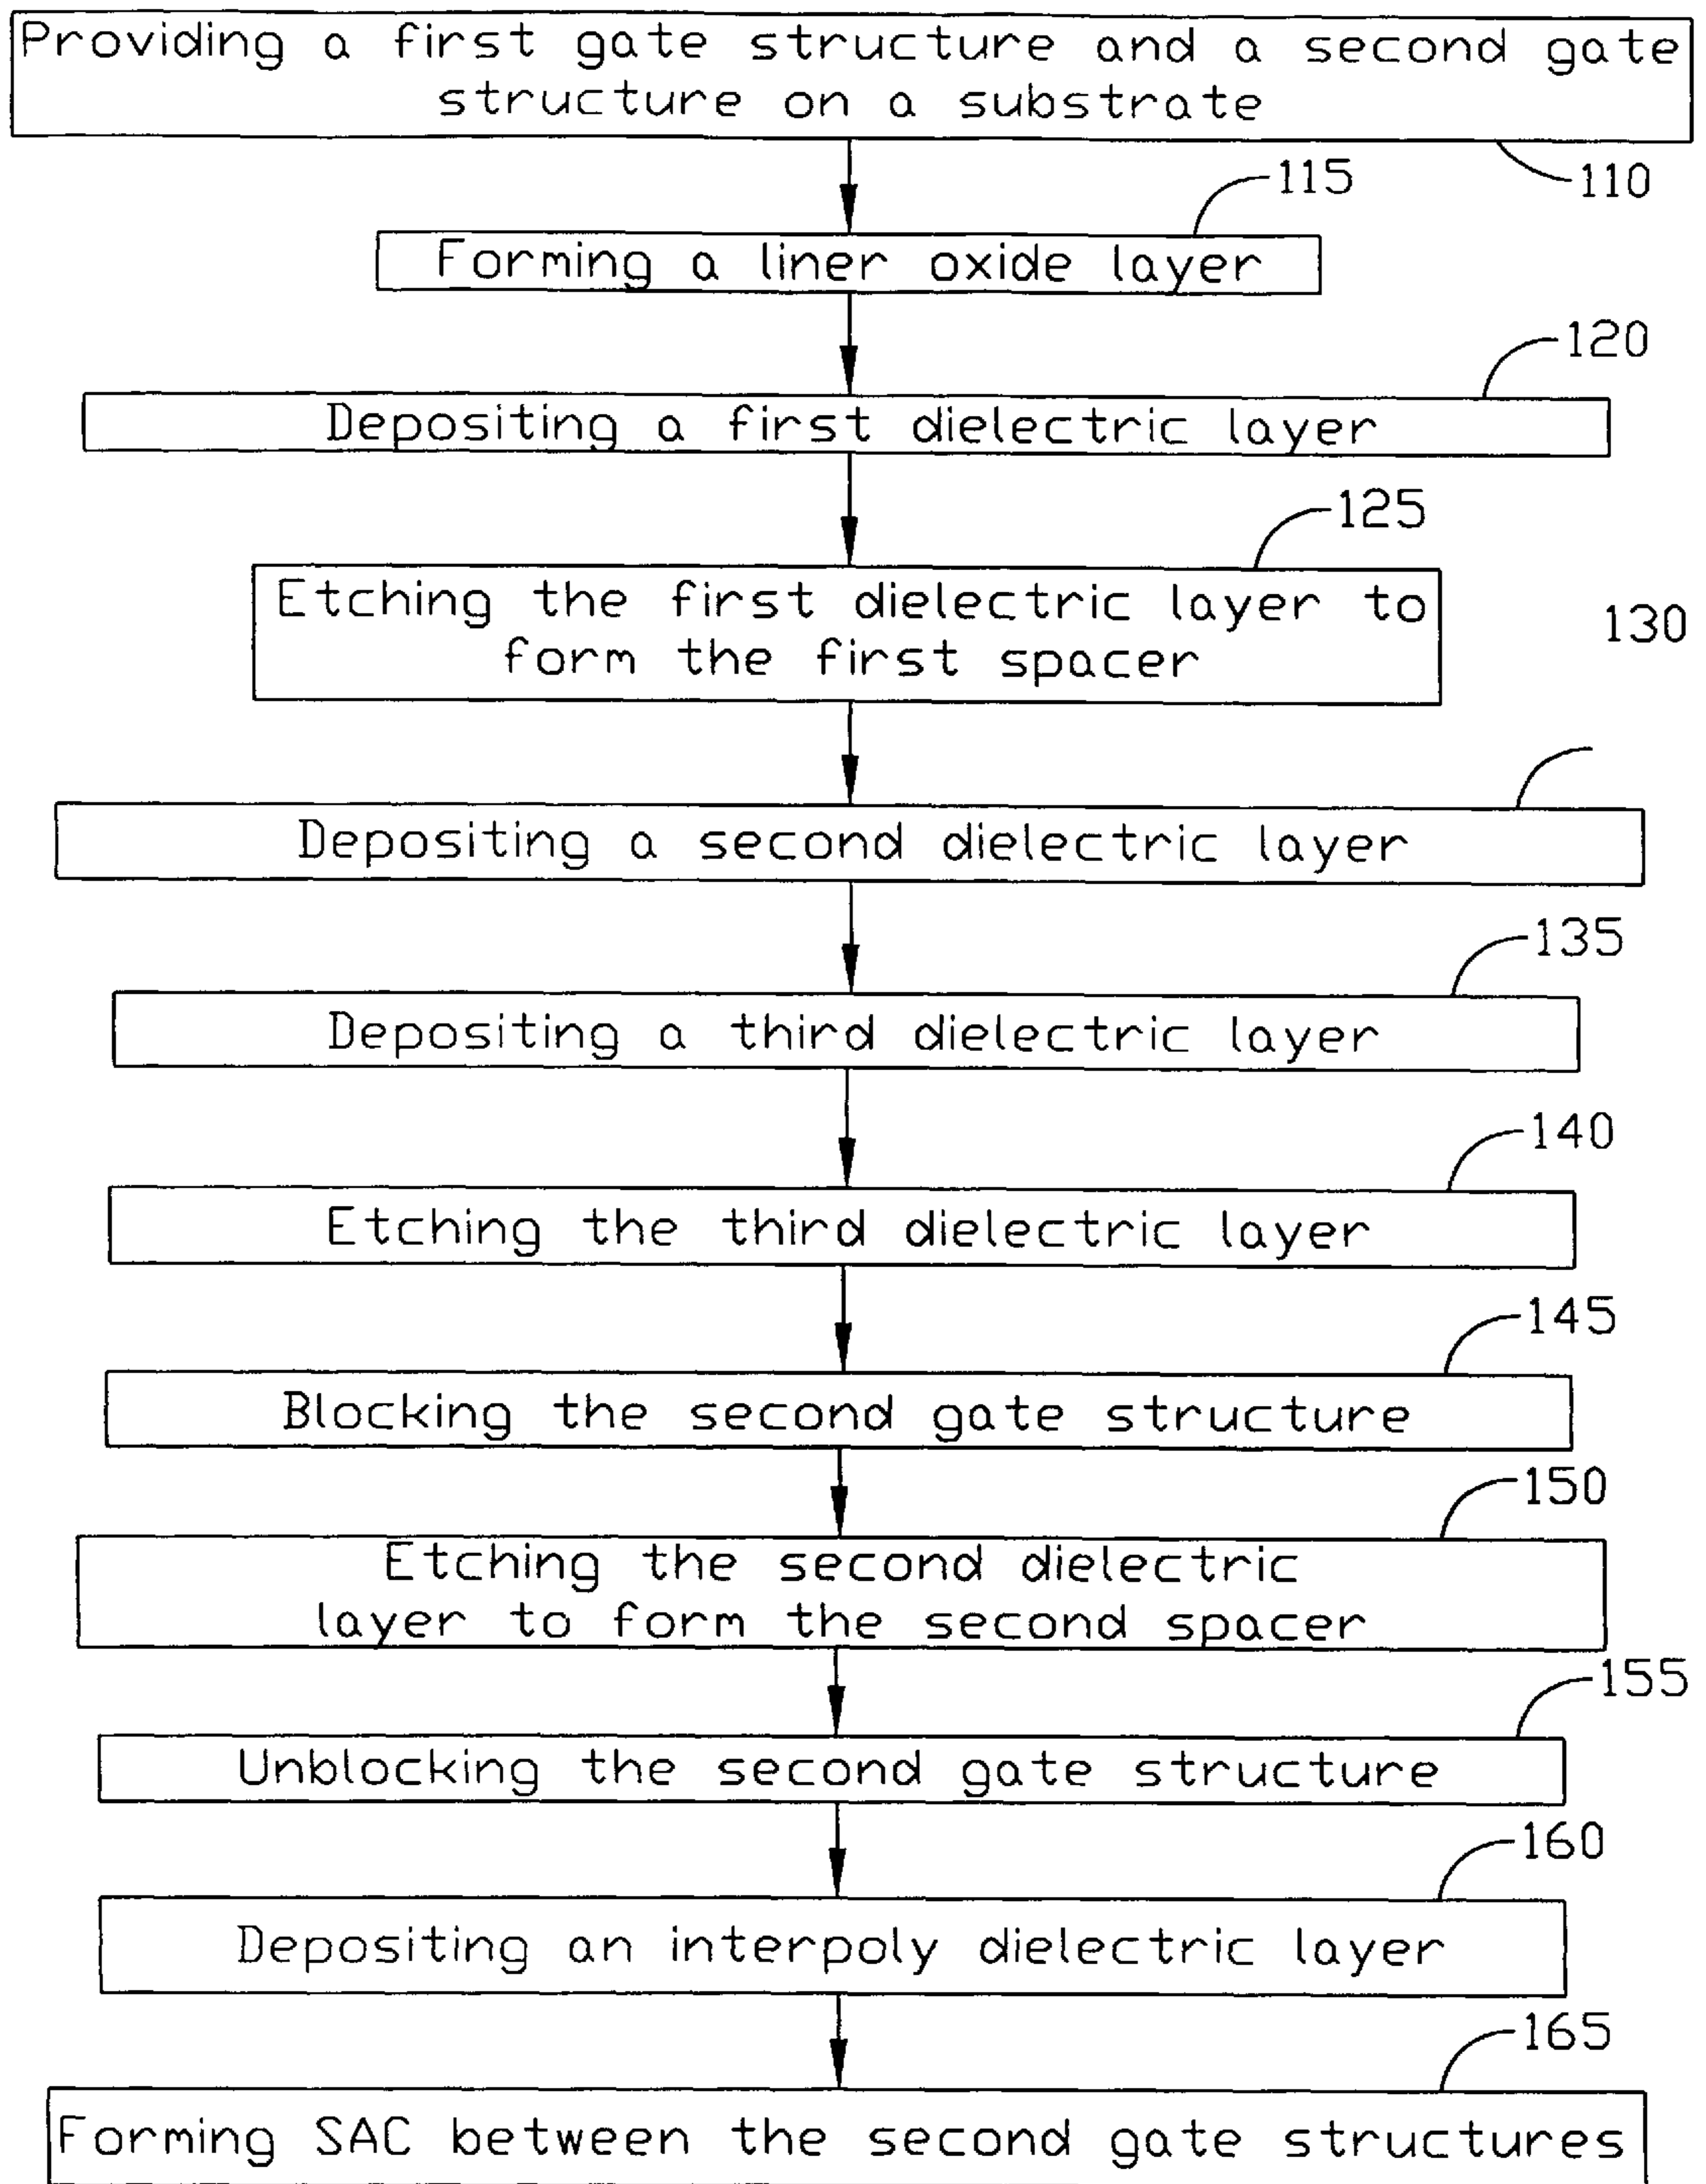 Providing a first gate structure and a second gate
structure on a substrate
110
115
Forming a liner oxide layer
120
Depositing a first dielectric layer
125
Etching the first dielectric layer to
form the first spacer
130
Depositing a second dielectric layer
135
Depositing a third dielectric layer
140
Etching the third dielectric layer
145
Blocking the second gate structure
150
Etching the second dielectric
layer to form the second spacer
155
Unblocking the second gate structure
160
Depositing an interpoly dielectric layer
165
Forming SAC between the second gate structures